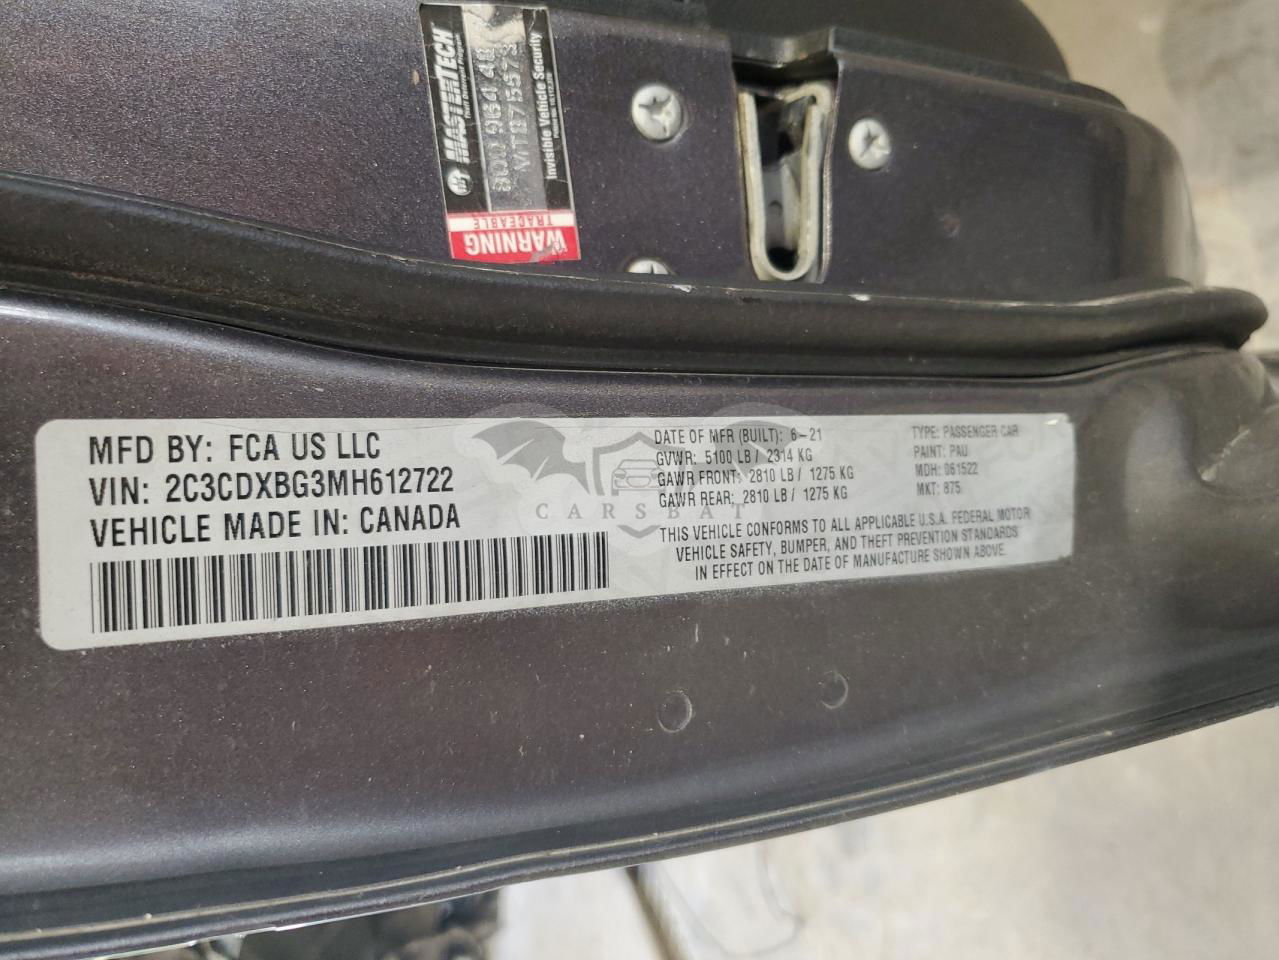 MASTERTECH
Invisible Vehicle Security
WARNING
TRACEABLE
MFD BY: FCA US LLC
VIN: 2C3CDXBG3MH612722
VEHICLE MADE IN: CANADA
DATE OF MFR (BUILT): 6-21
GVWR: 5100 LB / 2314 KG
GAWR FRONT: 2810 LB / 1275 KG
GAWR REAR: 2810 LB / 1275 KG
TYPE: PASSENGER CAR
PAINT: PAU
MDH: 061522
MKT: 875
THIS VEHICLE CONFORMS TO ALL APPLICABLE U.S.A. FEDERAL MOTOR
VEHICLE SAFETY, BUMPER, AND THEFT PREVENTION STANDARDS
IN EFFECT ON THE DATE OF MANUFACTURE SHOWN ABOVE.
CARSBAT